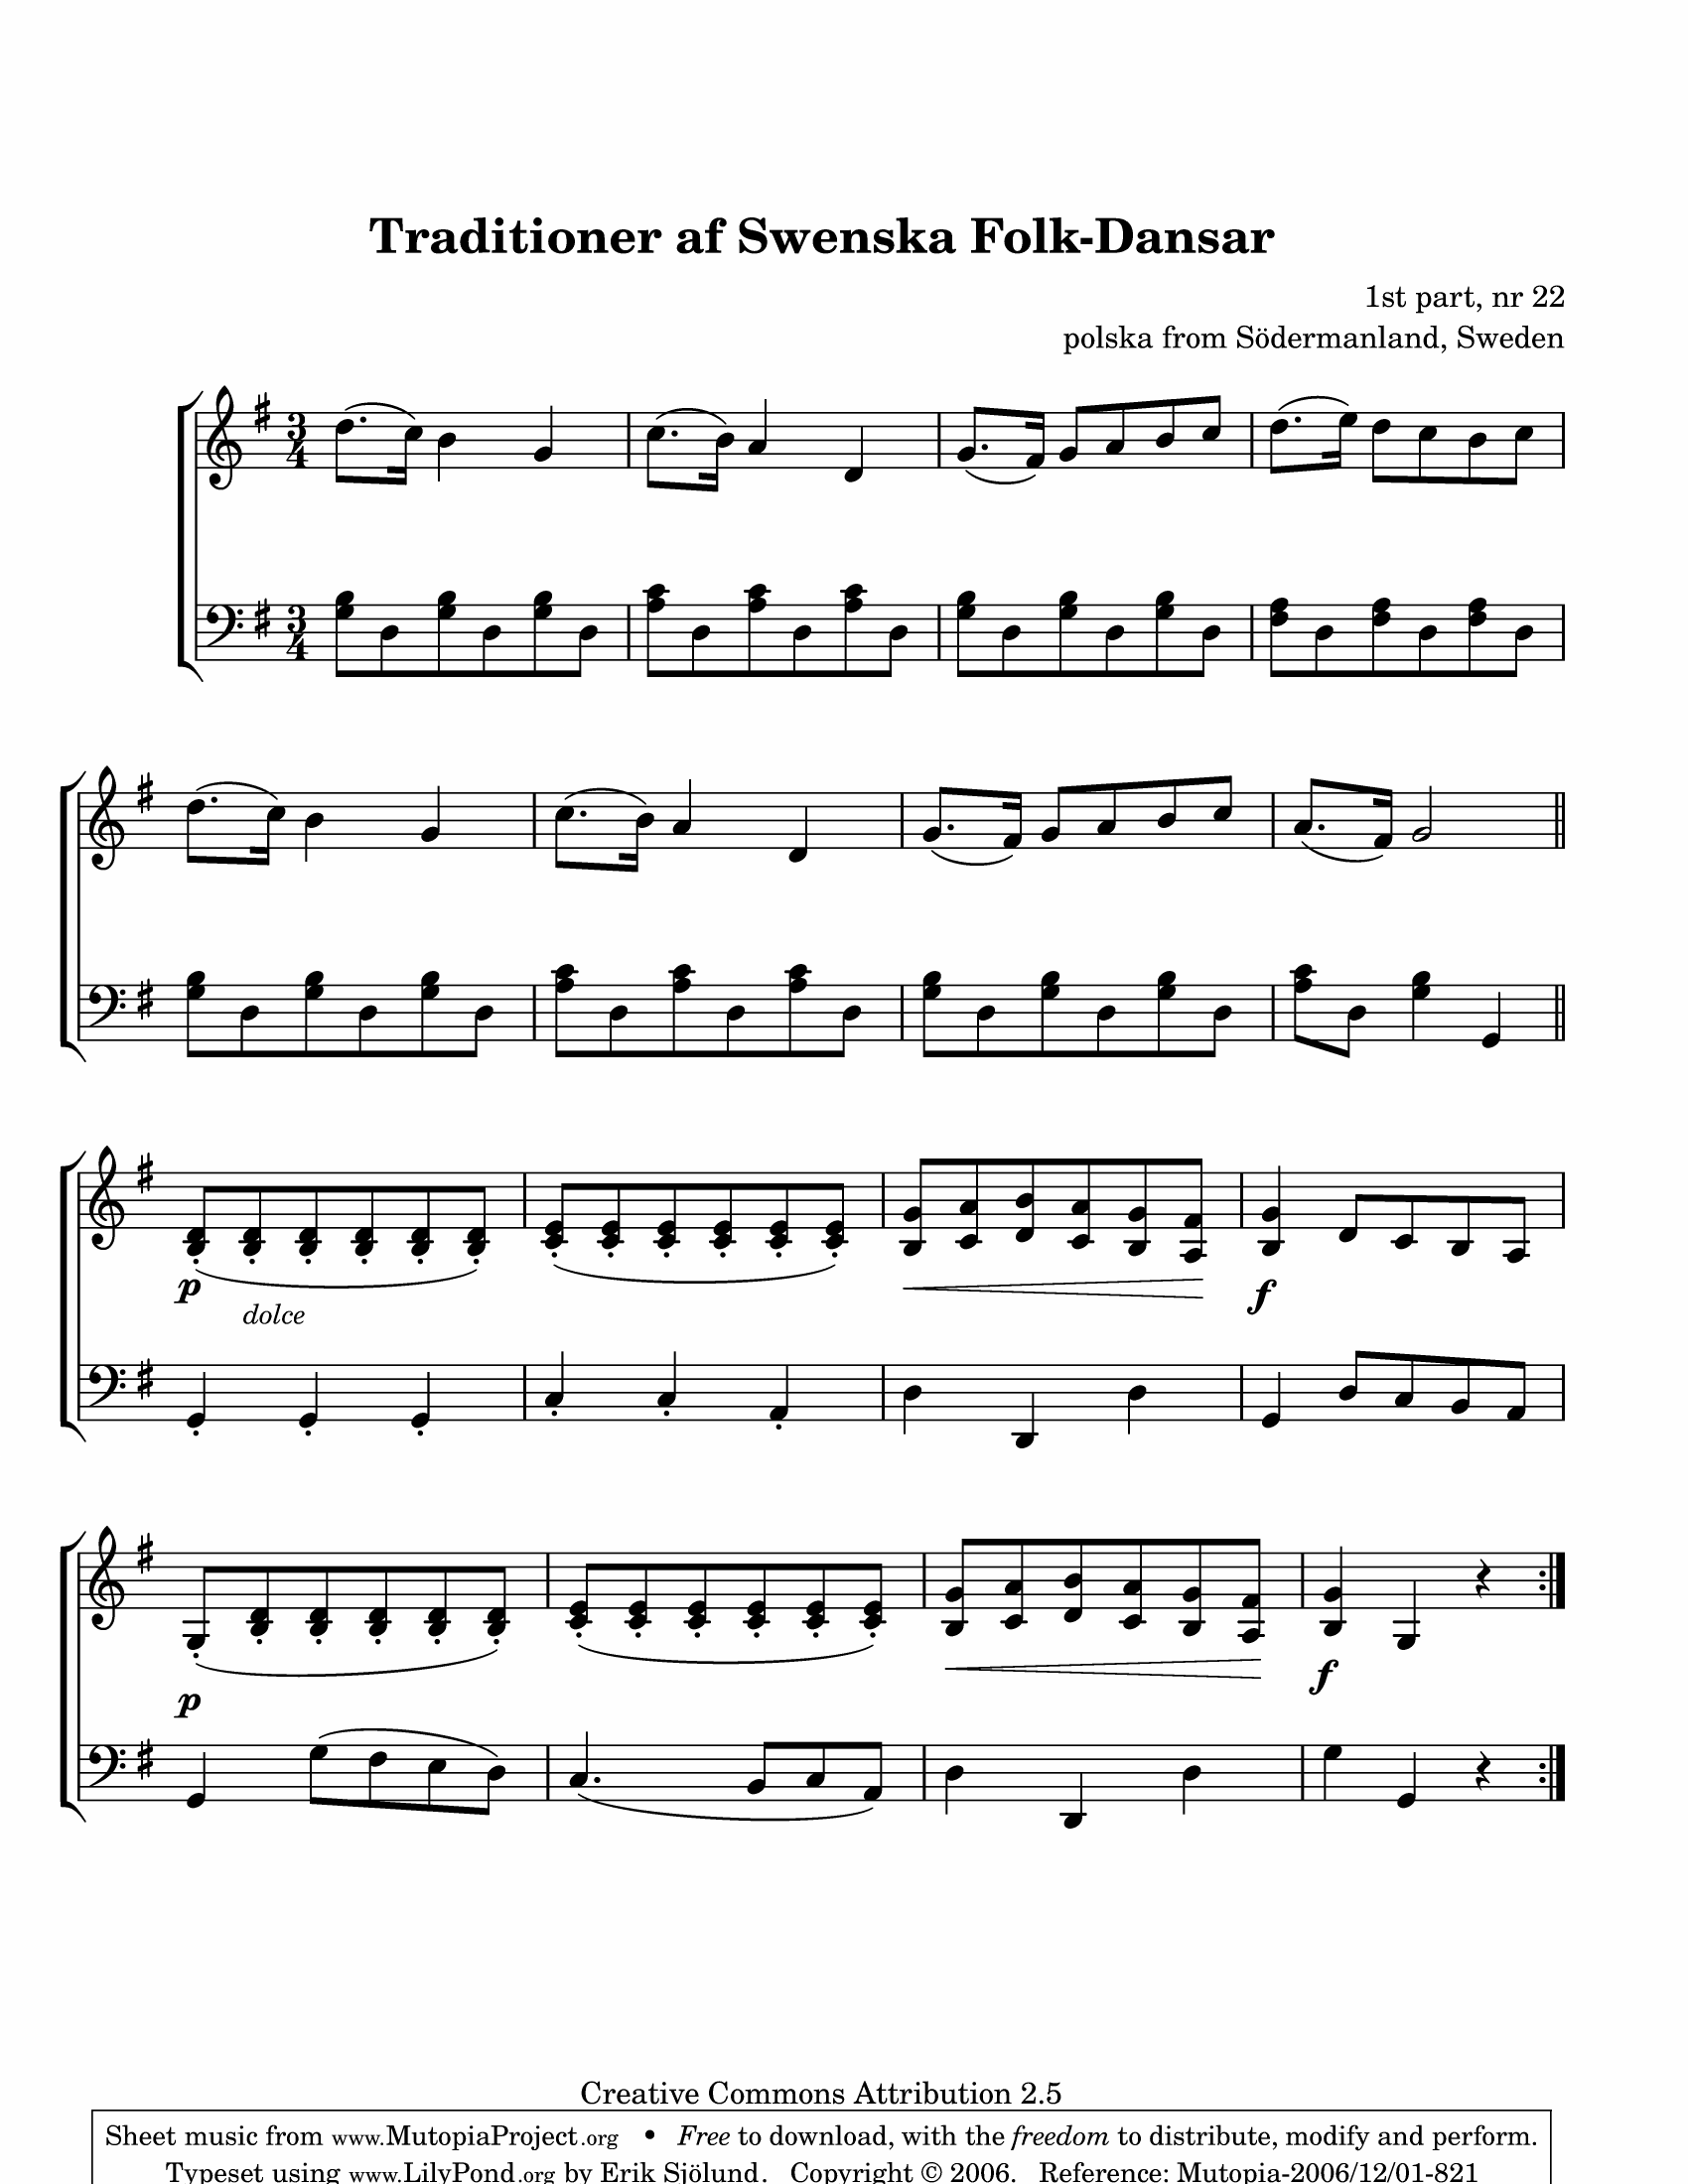 Traditioner af Swenska Folk-Dansar
1st part, nr 22
polska from Södermanland, Sweden
3
4
3
4
p
dolce
f
p
f
Creative Commons Attribution 2.5
Sheet music from www.MutopiaProject.org • Free to download, with the freedom to distribute, modify and perform.
Typeset using www.LilyPond.org by Erik Sjölund. Copyright © 2006. Reference: Mutopia-2006/12/01-821